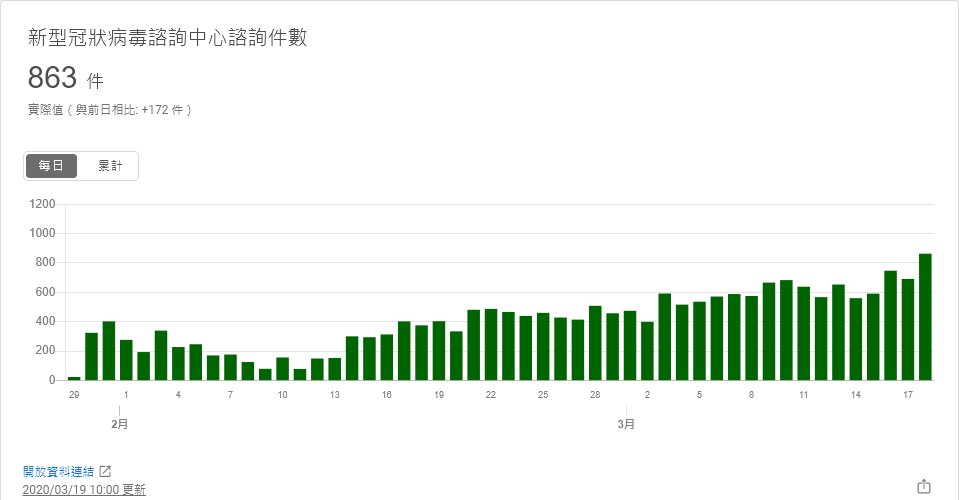 新型冠狀病毒諮詢中心諮詢件數
863 件
實際值（與前日相比: +172 件）
每日 累計
1200
1000
800
600
400
200
0
29 1 4 7 10 13 16 19 22 25 28 2 5 8 11 14 17
2月 3月
開放資料連結
2020/03/19 10:00 更新